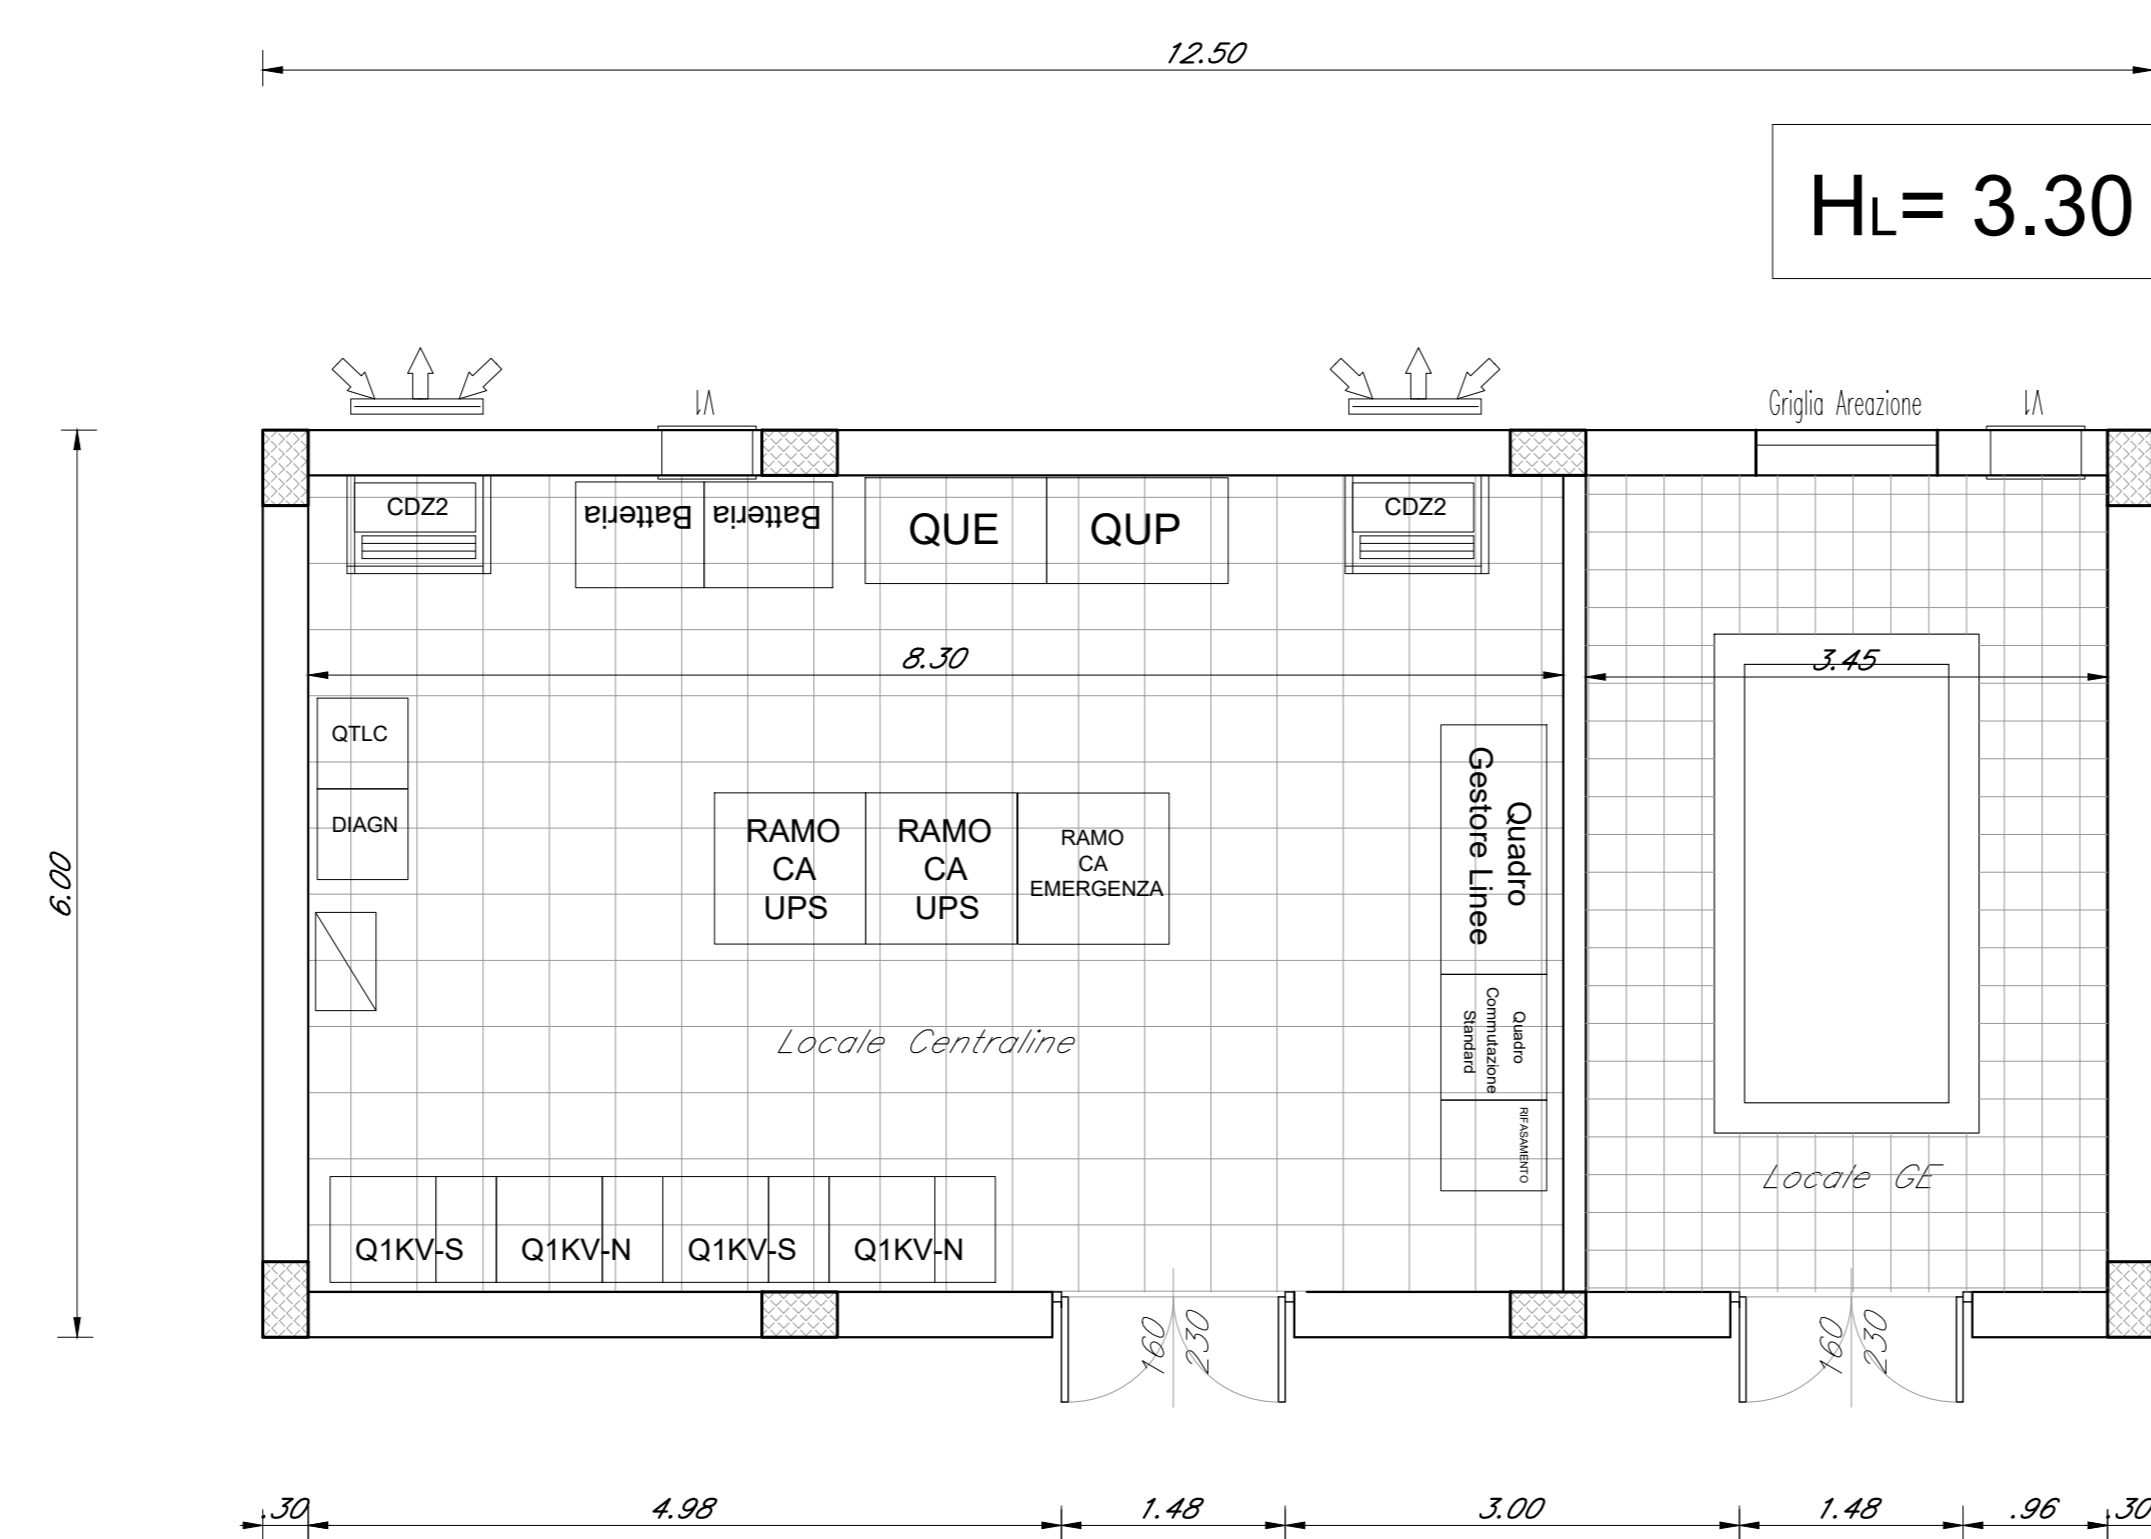 12.50
HL= 3.30
V1
Griglia Areazione
V1
CDZ2
Batteria
Batteria
QUE
QUP
CDZ2
8.30
3.45
QTLC
DIAGN
6.00
RAMO
CA
UPS
RAMO
CA
UPS
RAMO
CA
EMERGENZA
Quadro
Gestore Linee
Quadro
Commutazione
Standard
RIFASAMENTO
Locale Centraline
Locale GE
Q1KV-S
Q1KV-N
Q1KV-S
Q1KV-N
160
230
160
230
.30
4.98
1.48
3.00
1.48
.96
.30